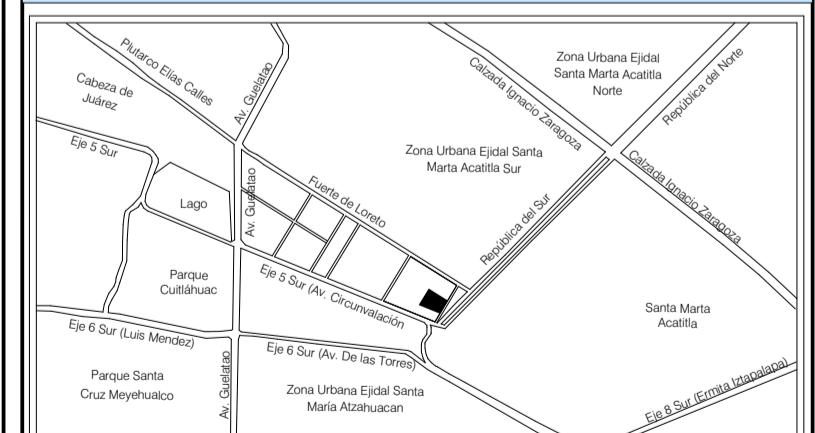 Plutarco Elías Calles
Cabeza de
Juárez
Av. Guelatao
Calzada Ignacio Zaragoza
Zona Urbana Ejidal
Santa Marta Acatitla
Norte
República del Norte
Eje 5 Sur
Zona Urbana Ejidal Santa
Marta Acatitla Sur
Calzada Ignacio Zaragoza
Lago
Av. Guelatao
Fuerte de Loreto
República del Sur
Parque
Cuitláhuac
Eje 5 Sur (Av. Circunvalación
Santa Marta
Acatitla
Eje 6 Sur (Luis Mendez)
Eje 6 Sur (Av. De las Torres)
Parque Santa
Cruz Meyehualco
Av. Guelatao
Zona Urbana Ejidal Santa
María Atzahuacan
Eje 8 Sur (Ermita Iztapalapa)